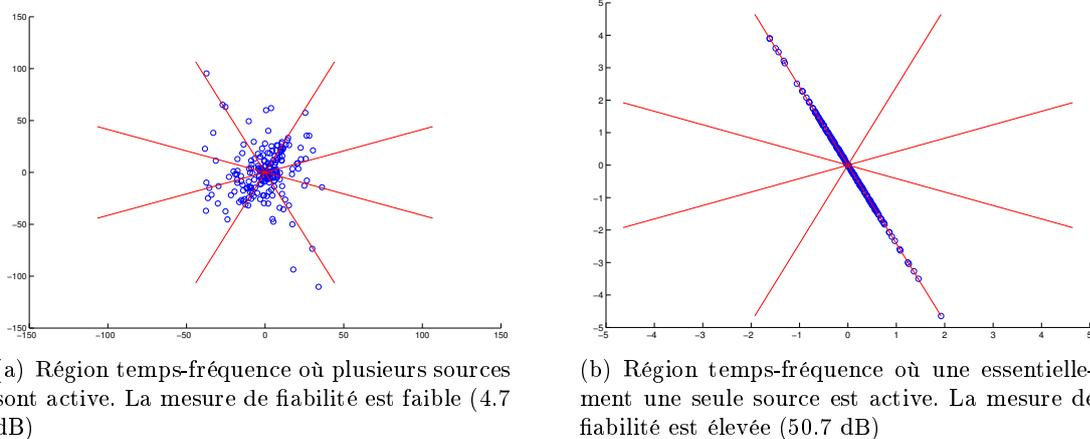 150
100
50
0
−50
−100
−150
−150 −100 −50 0 50 100 150
5
4
3
2
1
0
−1
−2
−3
−4
−5
−5 −4 −3 −2 −1 0 1 2 3 4 5
a) Région temps-fréquence où plusieurs sources
sont active. La mesure de fiabilité est faible (4.7
dB)
(b) Région temps-fréquence où une essentielle-
ment une seule source est active. La mesure de
fiabilité est élevée (50.7 dB)